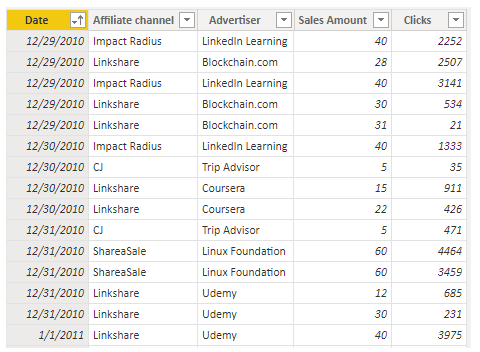 Date Affiliate channel Advertiser Sales Amount Clicks
12/29/2010 Impact Radius LinkedIn Learning 40 2252
12/29/2010 Linkshare Blockchain.com 28 2507
12/29/2010 Impact Radius LinkedIn Learning 40 3141
12/29/2010 Linkshare Blockchain.com 30 534
12/29/2010 Linkshare Blockchain.com 31 21
12/30/2010 Impact Radius LinkedIn Learning 40 1333
12/30/2010 CJ Trip Advisor 5 35
12/30/2010 Linkshare Coursera 15 911
12/30/2010 Linkshare Coursera 22 426
12/31/2010 CJ Trip Advisor 5 471
12/31/2010 ShareaSale Linux Foundation 60 4464
12/31/2010 ShareaSale Linux Foundation 60 3459
12/31/2010 Linkshare Udemy 12 685
12/31/2010 Linkshare Udemy 30 231
1/1/2011 Linkshare Udemy 40 3975